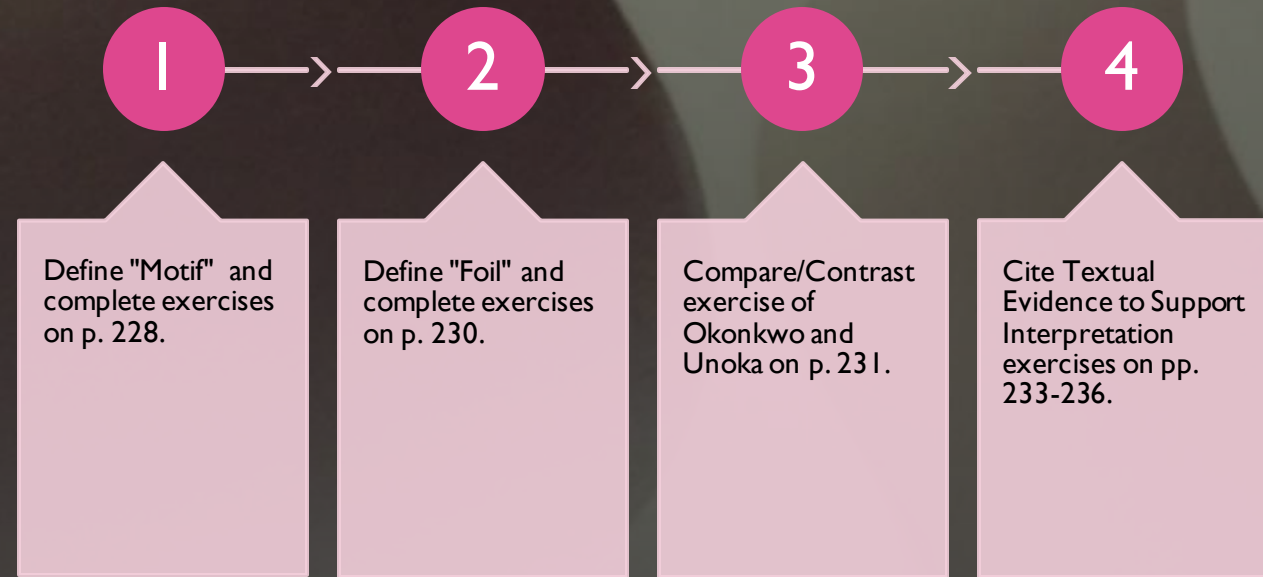 1
2
3
4
Define "Motif"  and
complete exercises
on p. 228.
Define "Foil" and
complete exercises
on p. 230.
Compare/Contrast
exercise of
Okonkwo and
Unoka on p. 231.
Cite Textual
Evidence to Support
Interpretation
exercises on pp.
233-236.